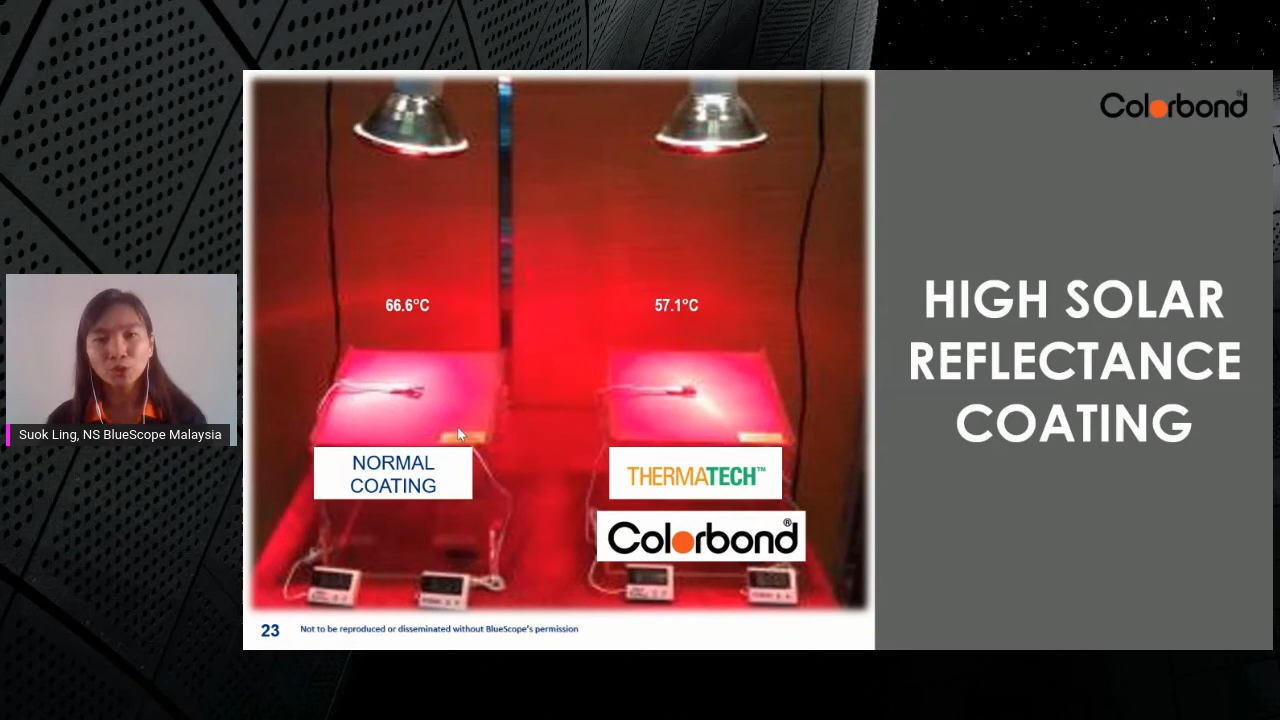 Colorbond®
HIGH SOLAR
REFLECTANCE
COATING
66.6°C
57.1°C
NORMAL
COATING
THERMATECH™
Colorbond®
23
Not to be reproduced or disseminated without BlueScope's permission
Suok Ling, NS BlueScope Malaysia